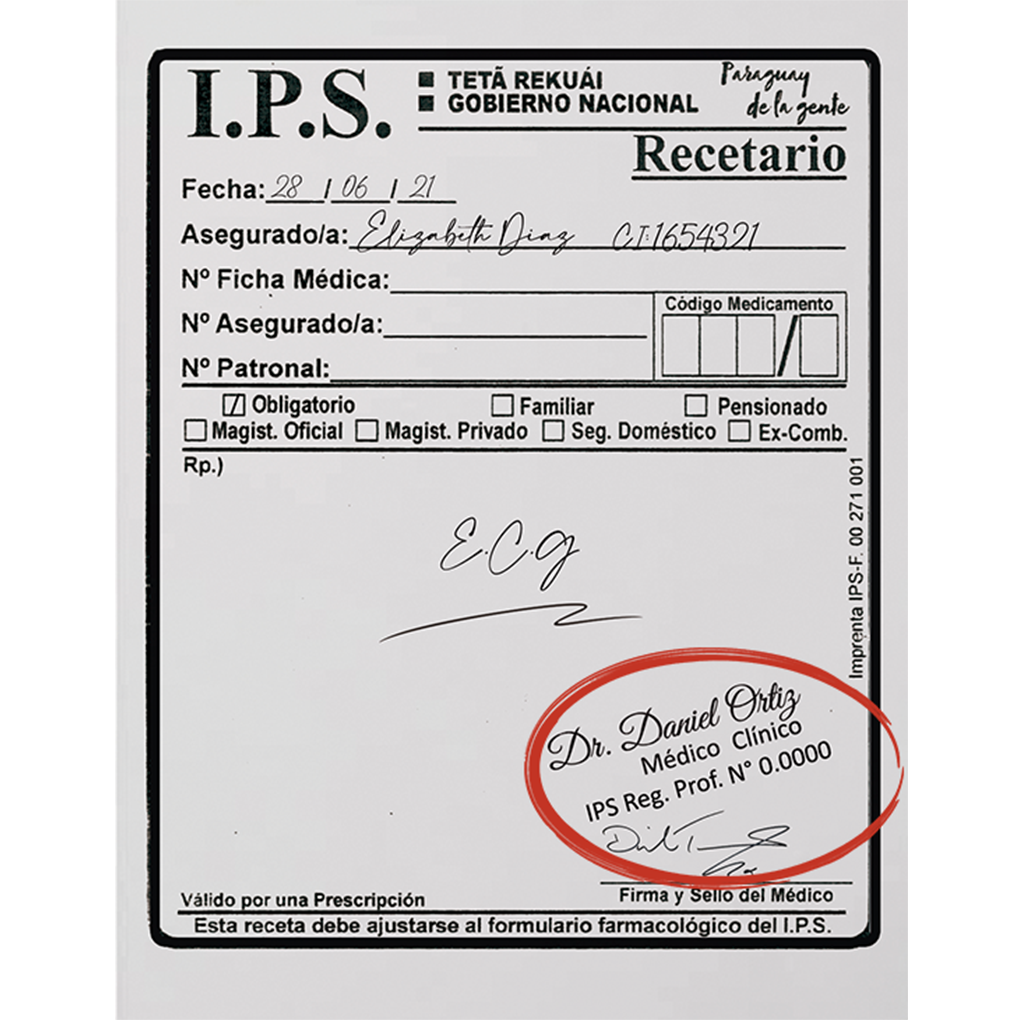 I.P.S.
TETÃ REKUÁI
GOBIERNO NACIONAL
Paraguay
de la gente
Recetario
Fecha: 28 / 06 / 21
Asegurado/a: Elizabeth Diaz CI:1654321
Nº Ficha Médica:
Nº Asegurado/a:
Código Medicamento
/
Nº Patronal:
Obligatorio Familiar Pensionado
Magist. Oficial Magist. Privado Seg. Doméstico Ex-Comb.
Rp.)
E.C.g
Imprenta IPS-F. 00 271 001
Dr. Daniel Ortiz
Médico Clínico
IPS Reg. Prof. N° 0.0000
Firma y Sello del Médico
Válido por una Prescripción
Esta receta debe ajustarse al formulario farmacológico del I.P.S.